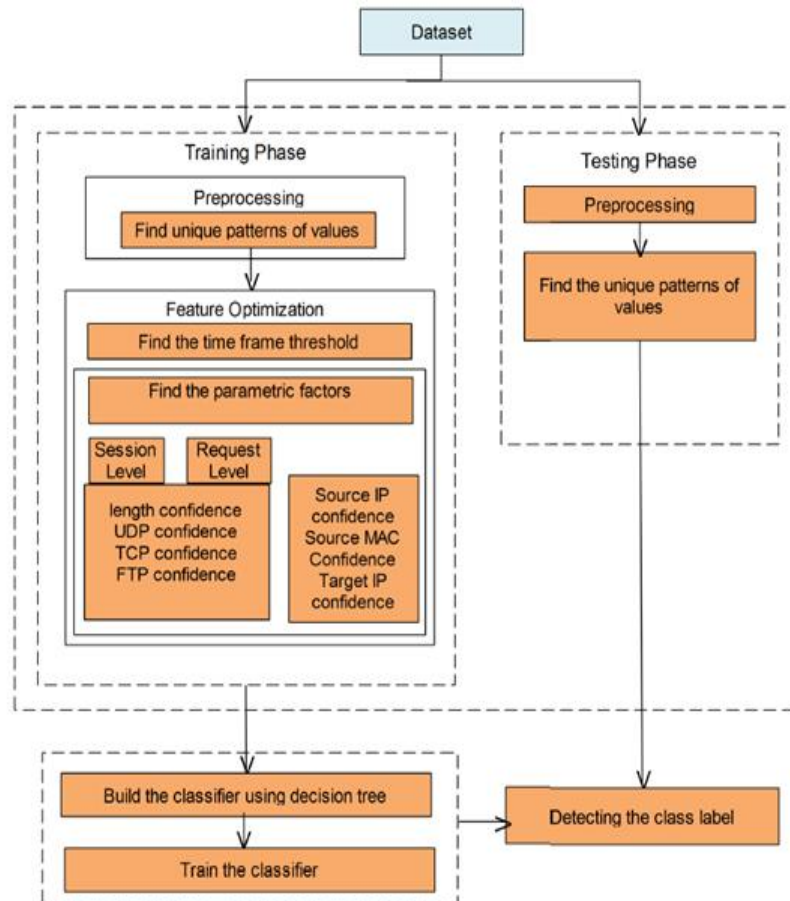 Dataset
Training Phase
Preprocessing
Find unique patterns of values
Feature Optimization
Find the time frame threshold
Find the parametric factors
Session
Level
Request
Level
length confidence
UDP confidence
TCP confidence
FTP confidence
Source IP
confidence
Source MAC
Confidence
Target IP
confidence
Testing Phase
Preprocessing
Find the unique patterns of
values
Build the classifier using decision tree
Train the classifier
Detecting the class label